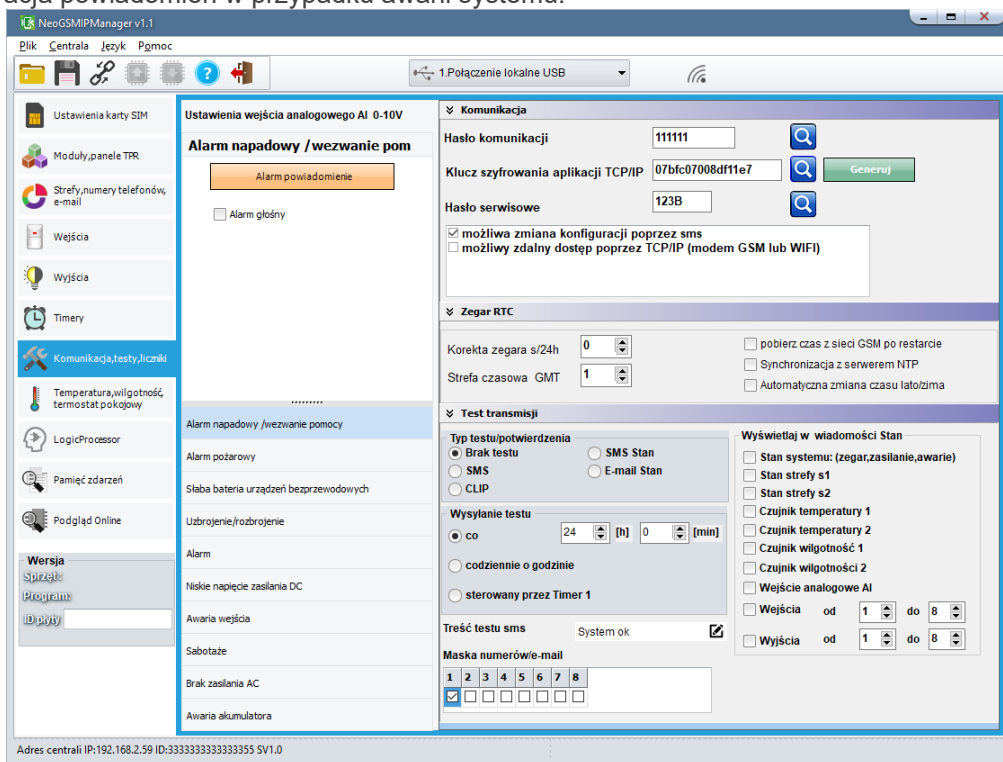 acja powiadomień w przypadku awarii systemu.
NeoGSMIPManager v1.1
Plik Centrala Język Pomoc
1.Połączenie lokalne USB
Ustawienia karty SIM
Moduły,panele TPR
Strefy,numery telefonów,
e-mail
Wejścia
Wyjścia
Timery
Komunikacja,testy,liczniki
Temperatura,wilgotność,
termostat pokojowy
LogicProcessor
Pamięć zdarzeń
Podgląd Online
Wersja
Sprzęt:
Program:
ID płyty
Ustawienia wejścia analogowego AI 0-10V
Alarm napadowy /wezwanie pom
Alarm powiadomienie
Alarm głośny
Alarm napadowy /wezwanie pomocy
Alarm pożarowy
Słaba bateria urządzeń bezprzewodowych
Uzbrojenie/rozbrojenie
Alarm
Niskie napięcie zasilania DC
Awaria wejścia
Sabotaże
Brak zasilania AC
Awaria akumulatora
Komunikacja
Hasło komunikacji 111111
Klucz szyfrowania aplikacji TCP/IP 07bfc07008df11e7 Generuj
Hasło serwisowe 123B
możliwa zmiana konfiguracji poprzez sms
możliwy zdalny dostęp poprzez TCP/IP (modem GSM lub WIFI)
Zegar RTC
Korekta zegara s/24h 0
Strefa czasowa GMT 1
pobierz czas z sieci GSM po restarcie
Synchronizacja z serwerem NTP
Automatyczna zmiana czasu lato/zima
Test transmisji
Typ testu/potwierdzenia
Brak testu SMS Stan
SMS E-mail Stan
CLIP
Wysyłanie testu
co 24 [h] 0 [min]
codziennie o godzinie
sterowany przez Timer 1
Treść testu sms System ok
Maska numerów/e-mail
1 2 3 4 5 6 7 8
Wyświetlaj w wiadomości Stan
Stan systemu: (zegar,zasilanie,awarie)
Stan strefy s1
Stan strefy s2
Czujnik temperatury 1
Czujnik temperatury 2
Czujnik wilgotność 1
Czujnik wilgotności 2
Wejście analogowe AI
Wejścia od 1 do 8
Wyjścia od 1 do 8
Adres centrali IP:192.168.2.59 ID:3333333333333355 SV1.0